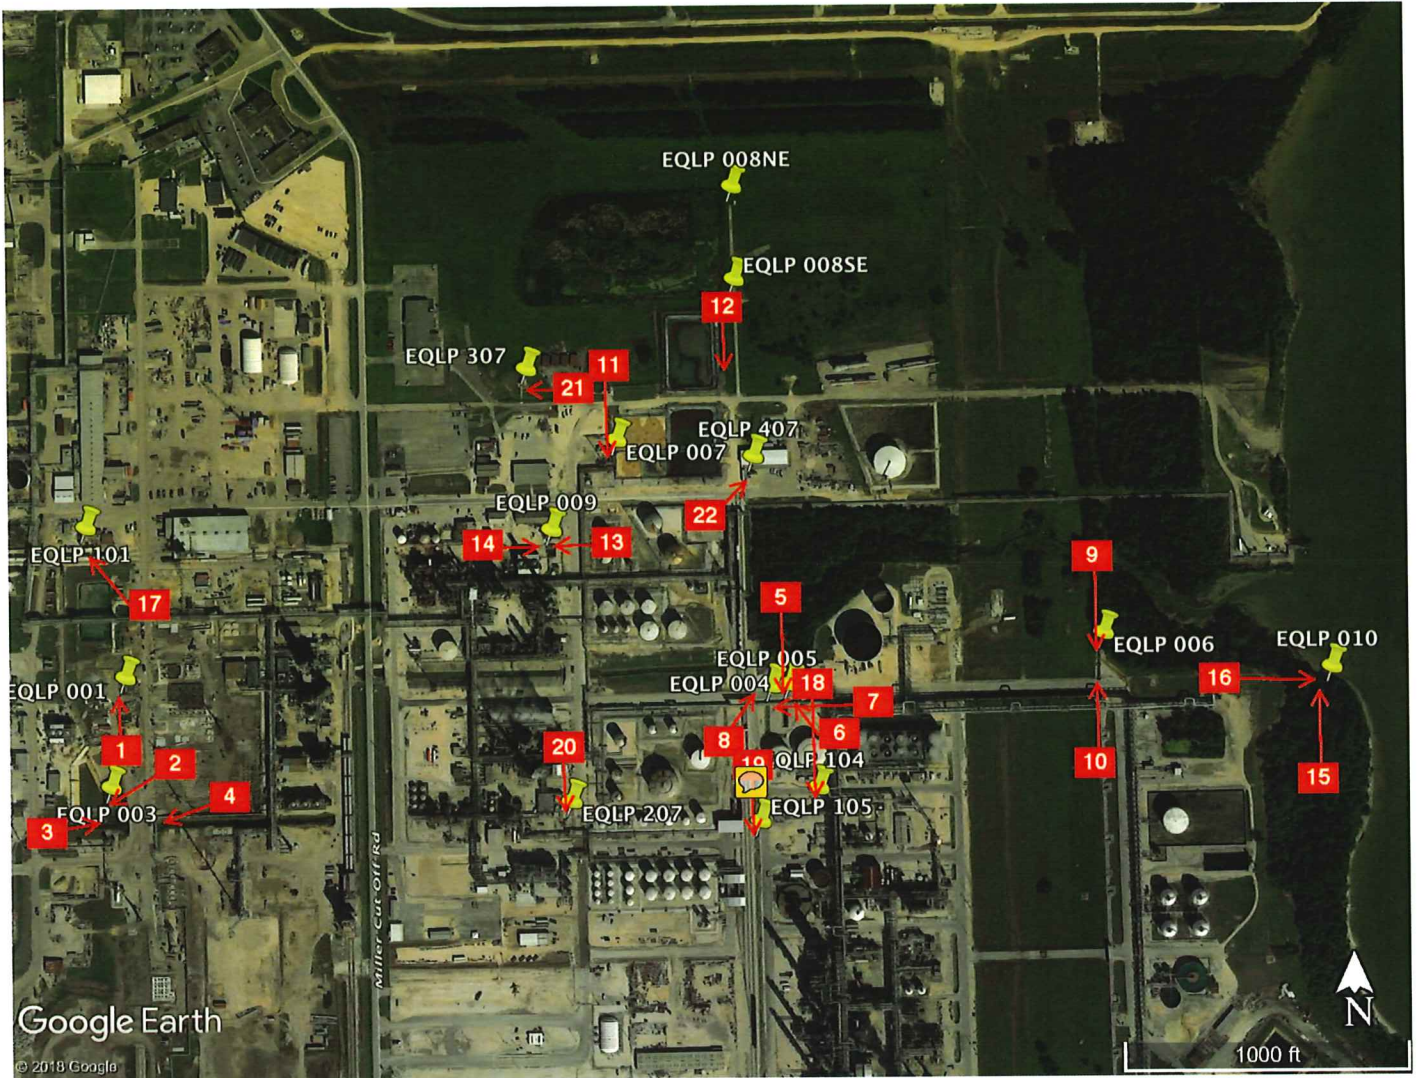 EQLP 008NE
EQLP 008SE
12
EQLP 307
11
21
EQLP 407
EQLP 007
EQLP 009
22
14
13
EQLP 101
17
9
5
EQLP 006
EQLP 010
EQLP 005
EQLP 004
18
16
EQLP 001
7
6
8
1
20
2
19
EQLP 104
10
15
4
EQLP 003
3
EQLP 207
EQLP 105
Miller Cut-Off Rd
N
Google Earth
© 2018 Google
1000 ft